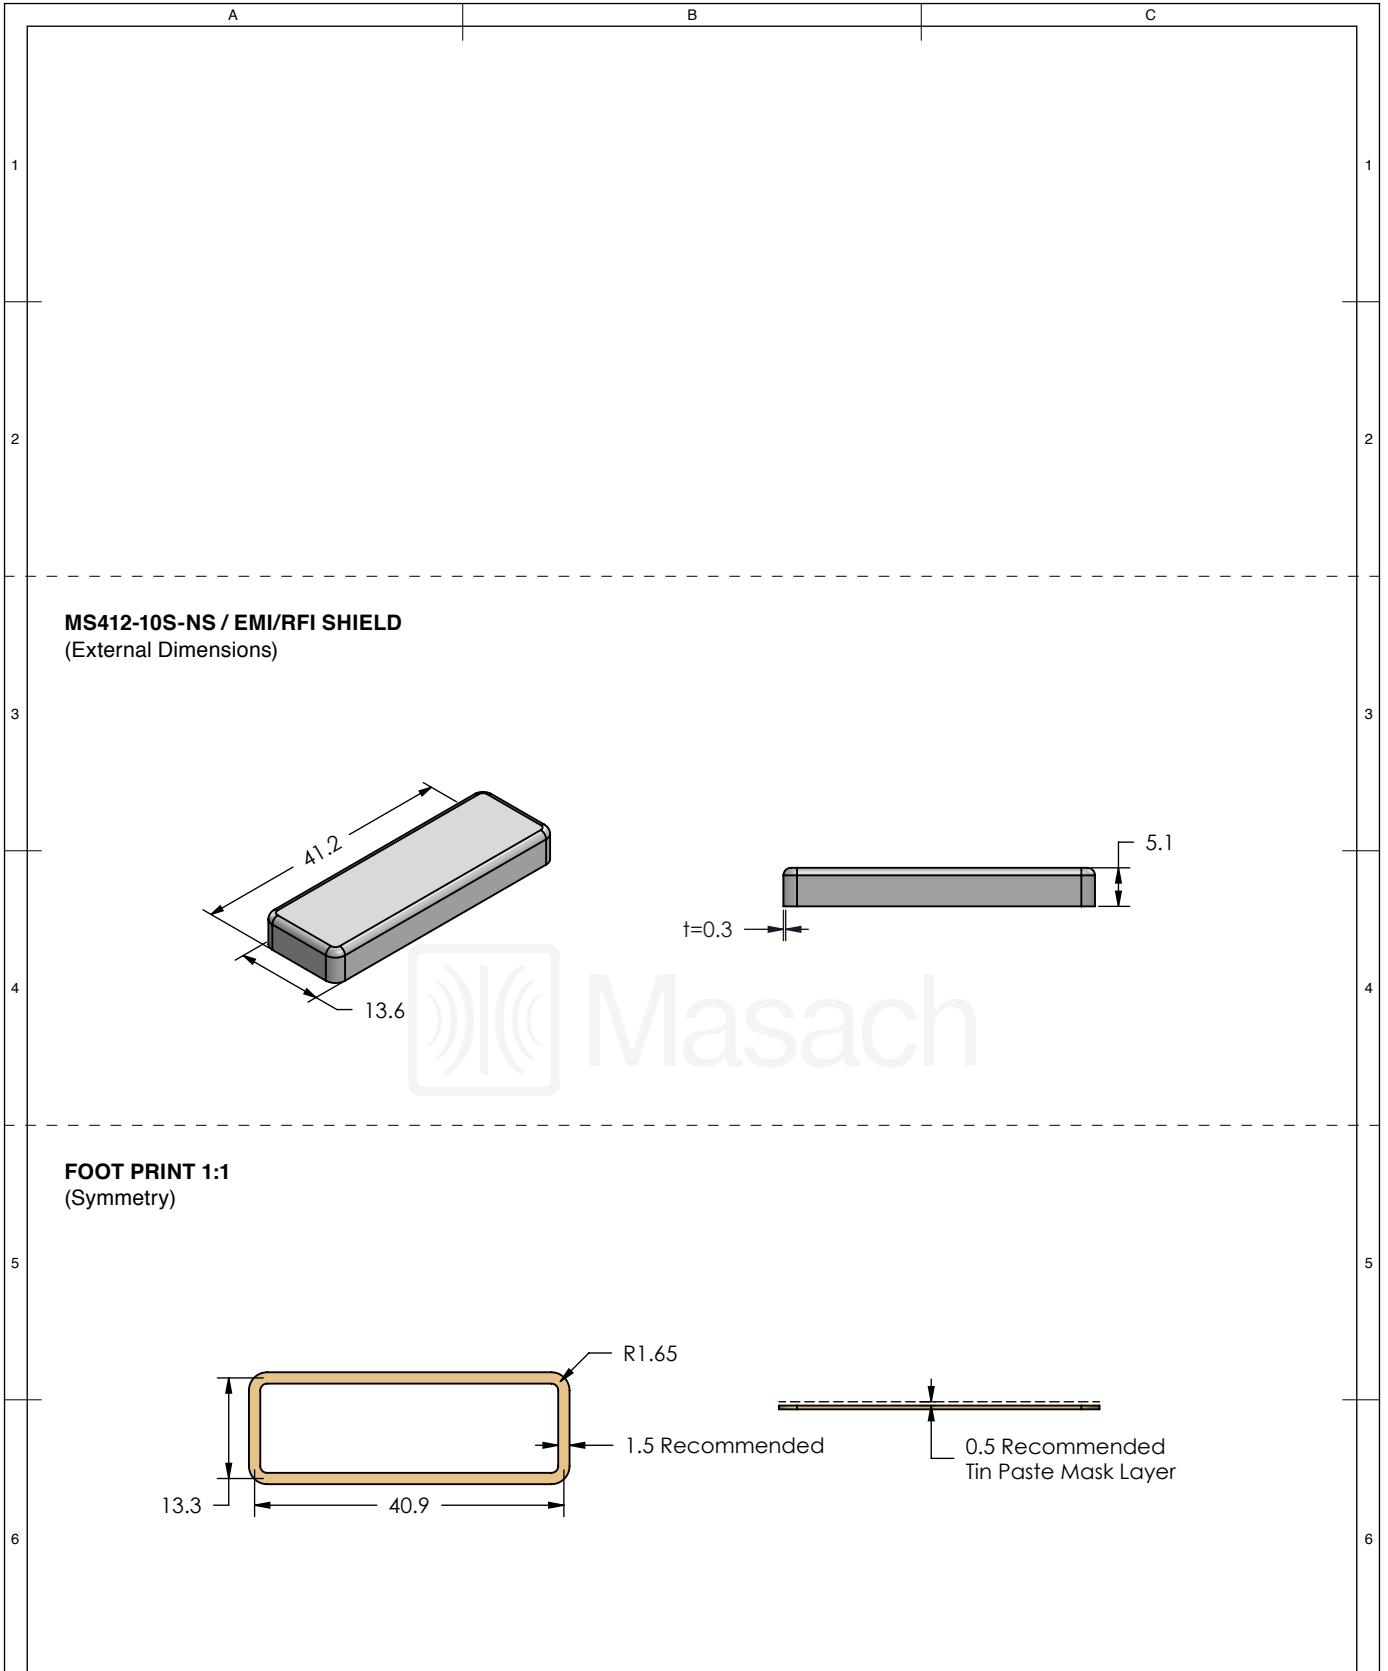 A B C
1 1
2 2
MS412-10S-NS / EMI/RFI SHIELD
(External Dimensions)
3 3
41.2
5.1
t=0.3
4 4
13.6
Masach
FOOT PRINT 1:1
(Symmetry)
5 5
R1.65
1.5 Recommended
0.5 Recommended
Tin Paste Mask Layer
13.3
40.9
6 6